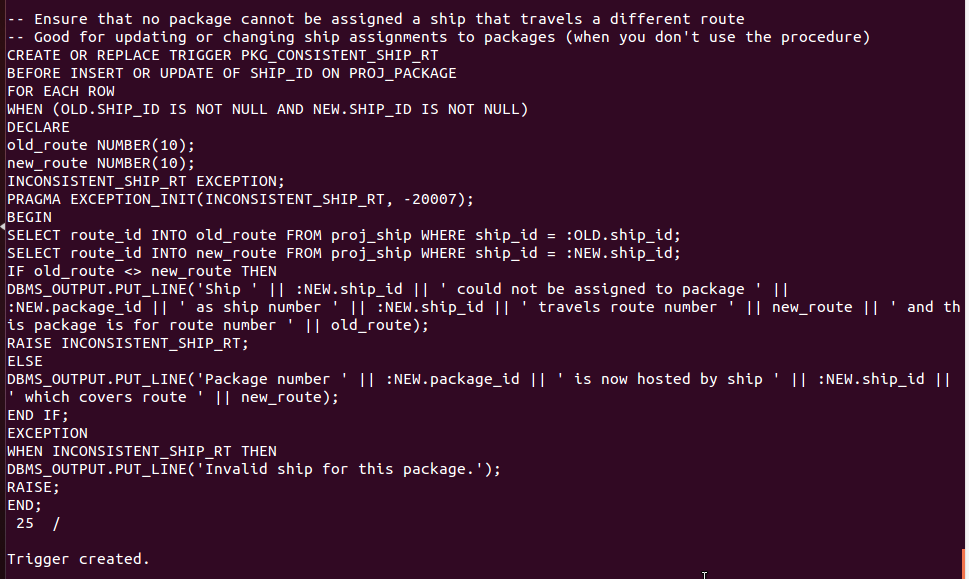 -- Ensure that no package cannot be assigned a ship that travels a different route
-- Good for updating or changing ship assignments to packages (when you don't use the procedure)
CREATE OR REPLACE TRIGGER PKG_CONSISTENT_SHIP_RT
BEFORE INSERT OR UPDATE OF SHIP_ID ON PROJ_PACKAGE
FOR EACH ROW
WHEN (OLD.SHIP_ID IS NOT NULL AND NEW.SHIP_ID IS NOT NULL)
DECLARE
old_route NUMBER(10);
new_route NUMBER(10);
INCONSISTENT_SHIP_RT EXCEPTION;
PRAGMA EXCEPTION_INIT(INCONSISTENT_SHIP_RT, -20007);
BEGIN
SELECT route_id INTO old_route FROM proj_ship WHERE ship_id = :OLD.ship_id;
SELECT route_id INTO new_route FROM proj_ship WHERE ship_id = :NEW.ship_id;
IF old_route <> new_route THEN
DBMS_OUTPUT.PUT_LINE('Ship ' || :NEW.ship_id || ' could not be assigned to package ' ||
:NEW.package_id || ' as ship number ' || :NEW.ship_id || ' travels route number ' || new_route || ' and th
is package is for route number ' || old_route);
RAISE INCONSISTENT_SHIP_RT;
ELSE
DBMS_OUTPUT.PUT_LINE('Package number ' || :NEW.package_id || ' is now hosted by ship ' || :NEW.ship_id ||
' which covers route ' || new_route);
END IF;
EXCEPTION
WHEN INCONSISTENT_SHIP_RT THEN
DBMS_OUTPUT.PUT_LINE('Invalid ship for this package.');
RAISE;
END;
 25  /
Trigger created.